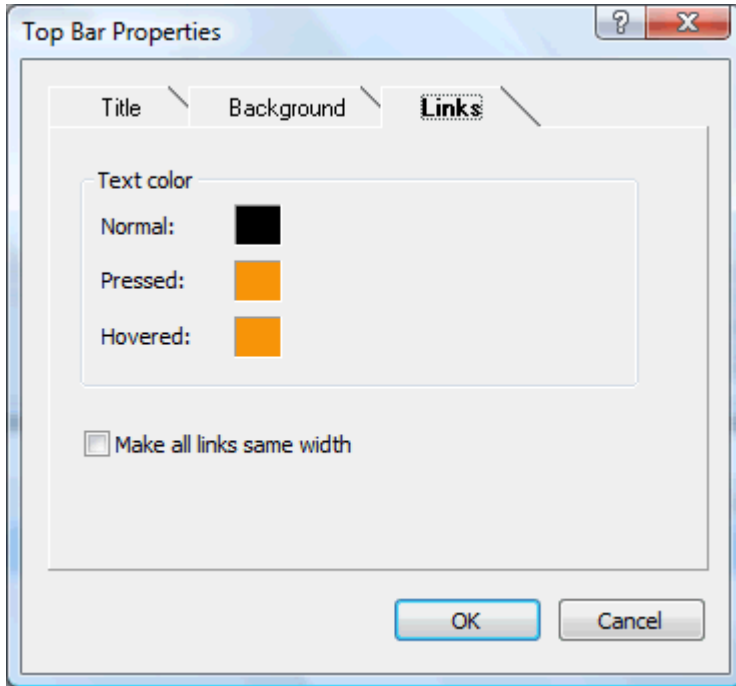 Top Bar Properties
?
Title Background Links
Text color
Normal:
Pressed:
Hovered:
Make all links same width
OK Cancel